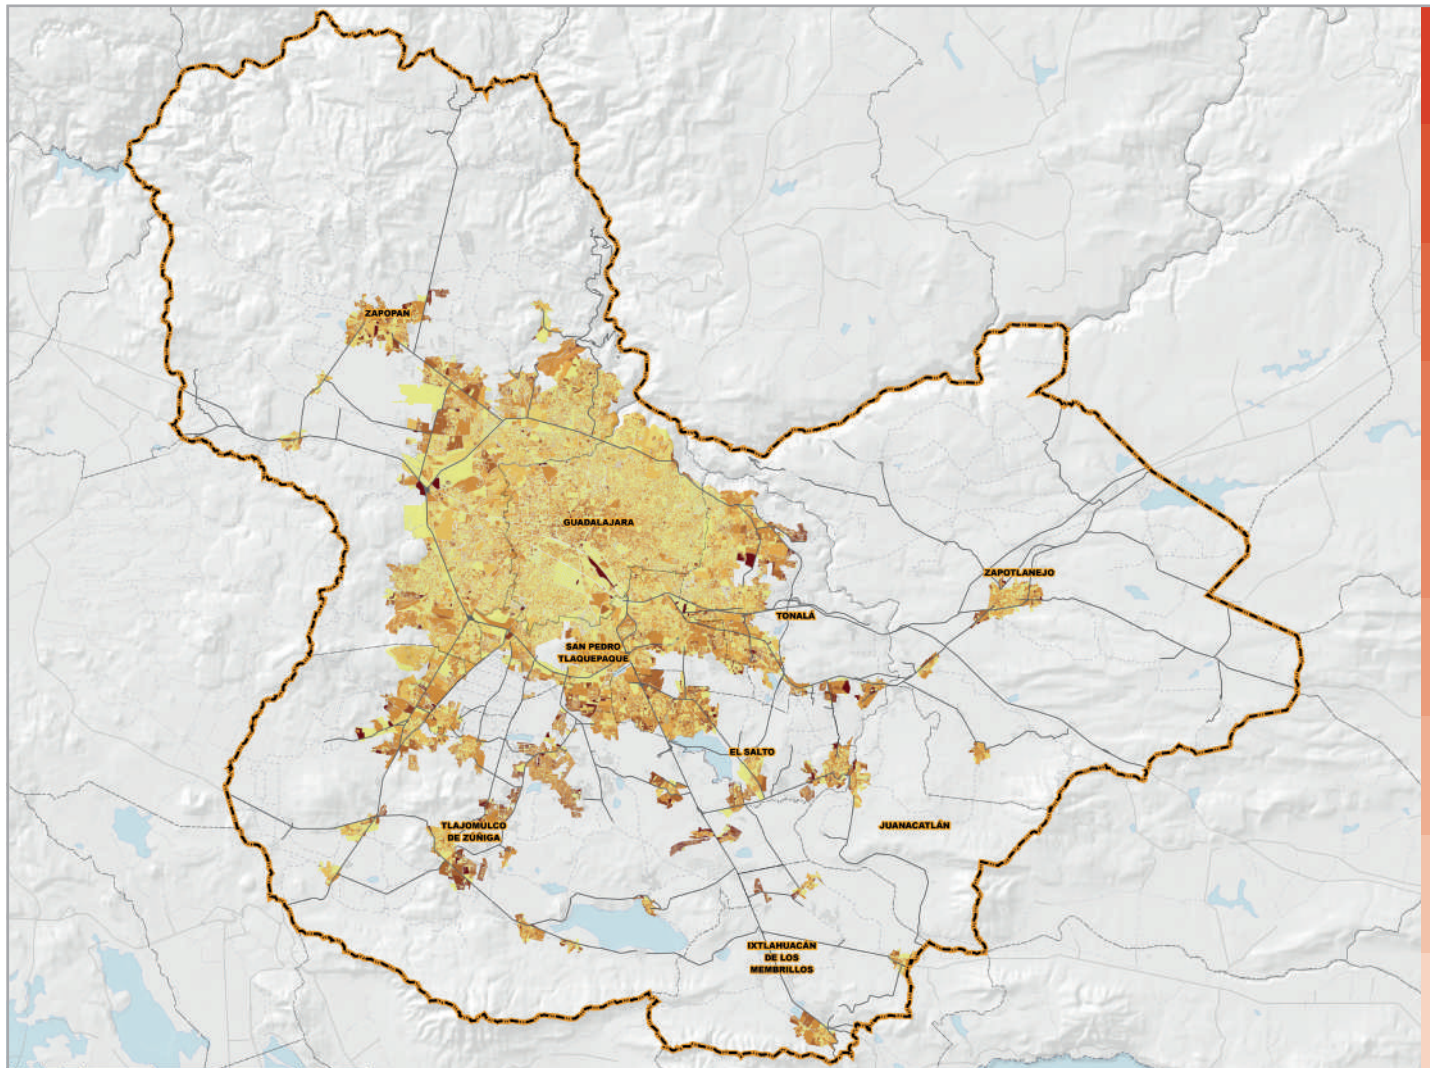 ZAPOPAN
GUADALAJARA
ZAPOTLANEJO
TONALÁ
SAN PEDRO
TLAQUEPAQUE
EL SALTO
TLAJOMULCO
DE ZÚÑIGA
JUANACATLÁN
IXTLAHUACÁN
DE LOS
MEMBRILLOS